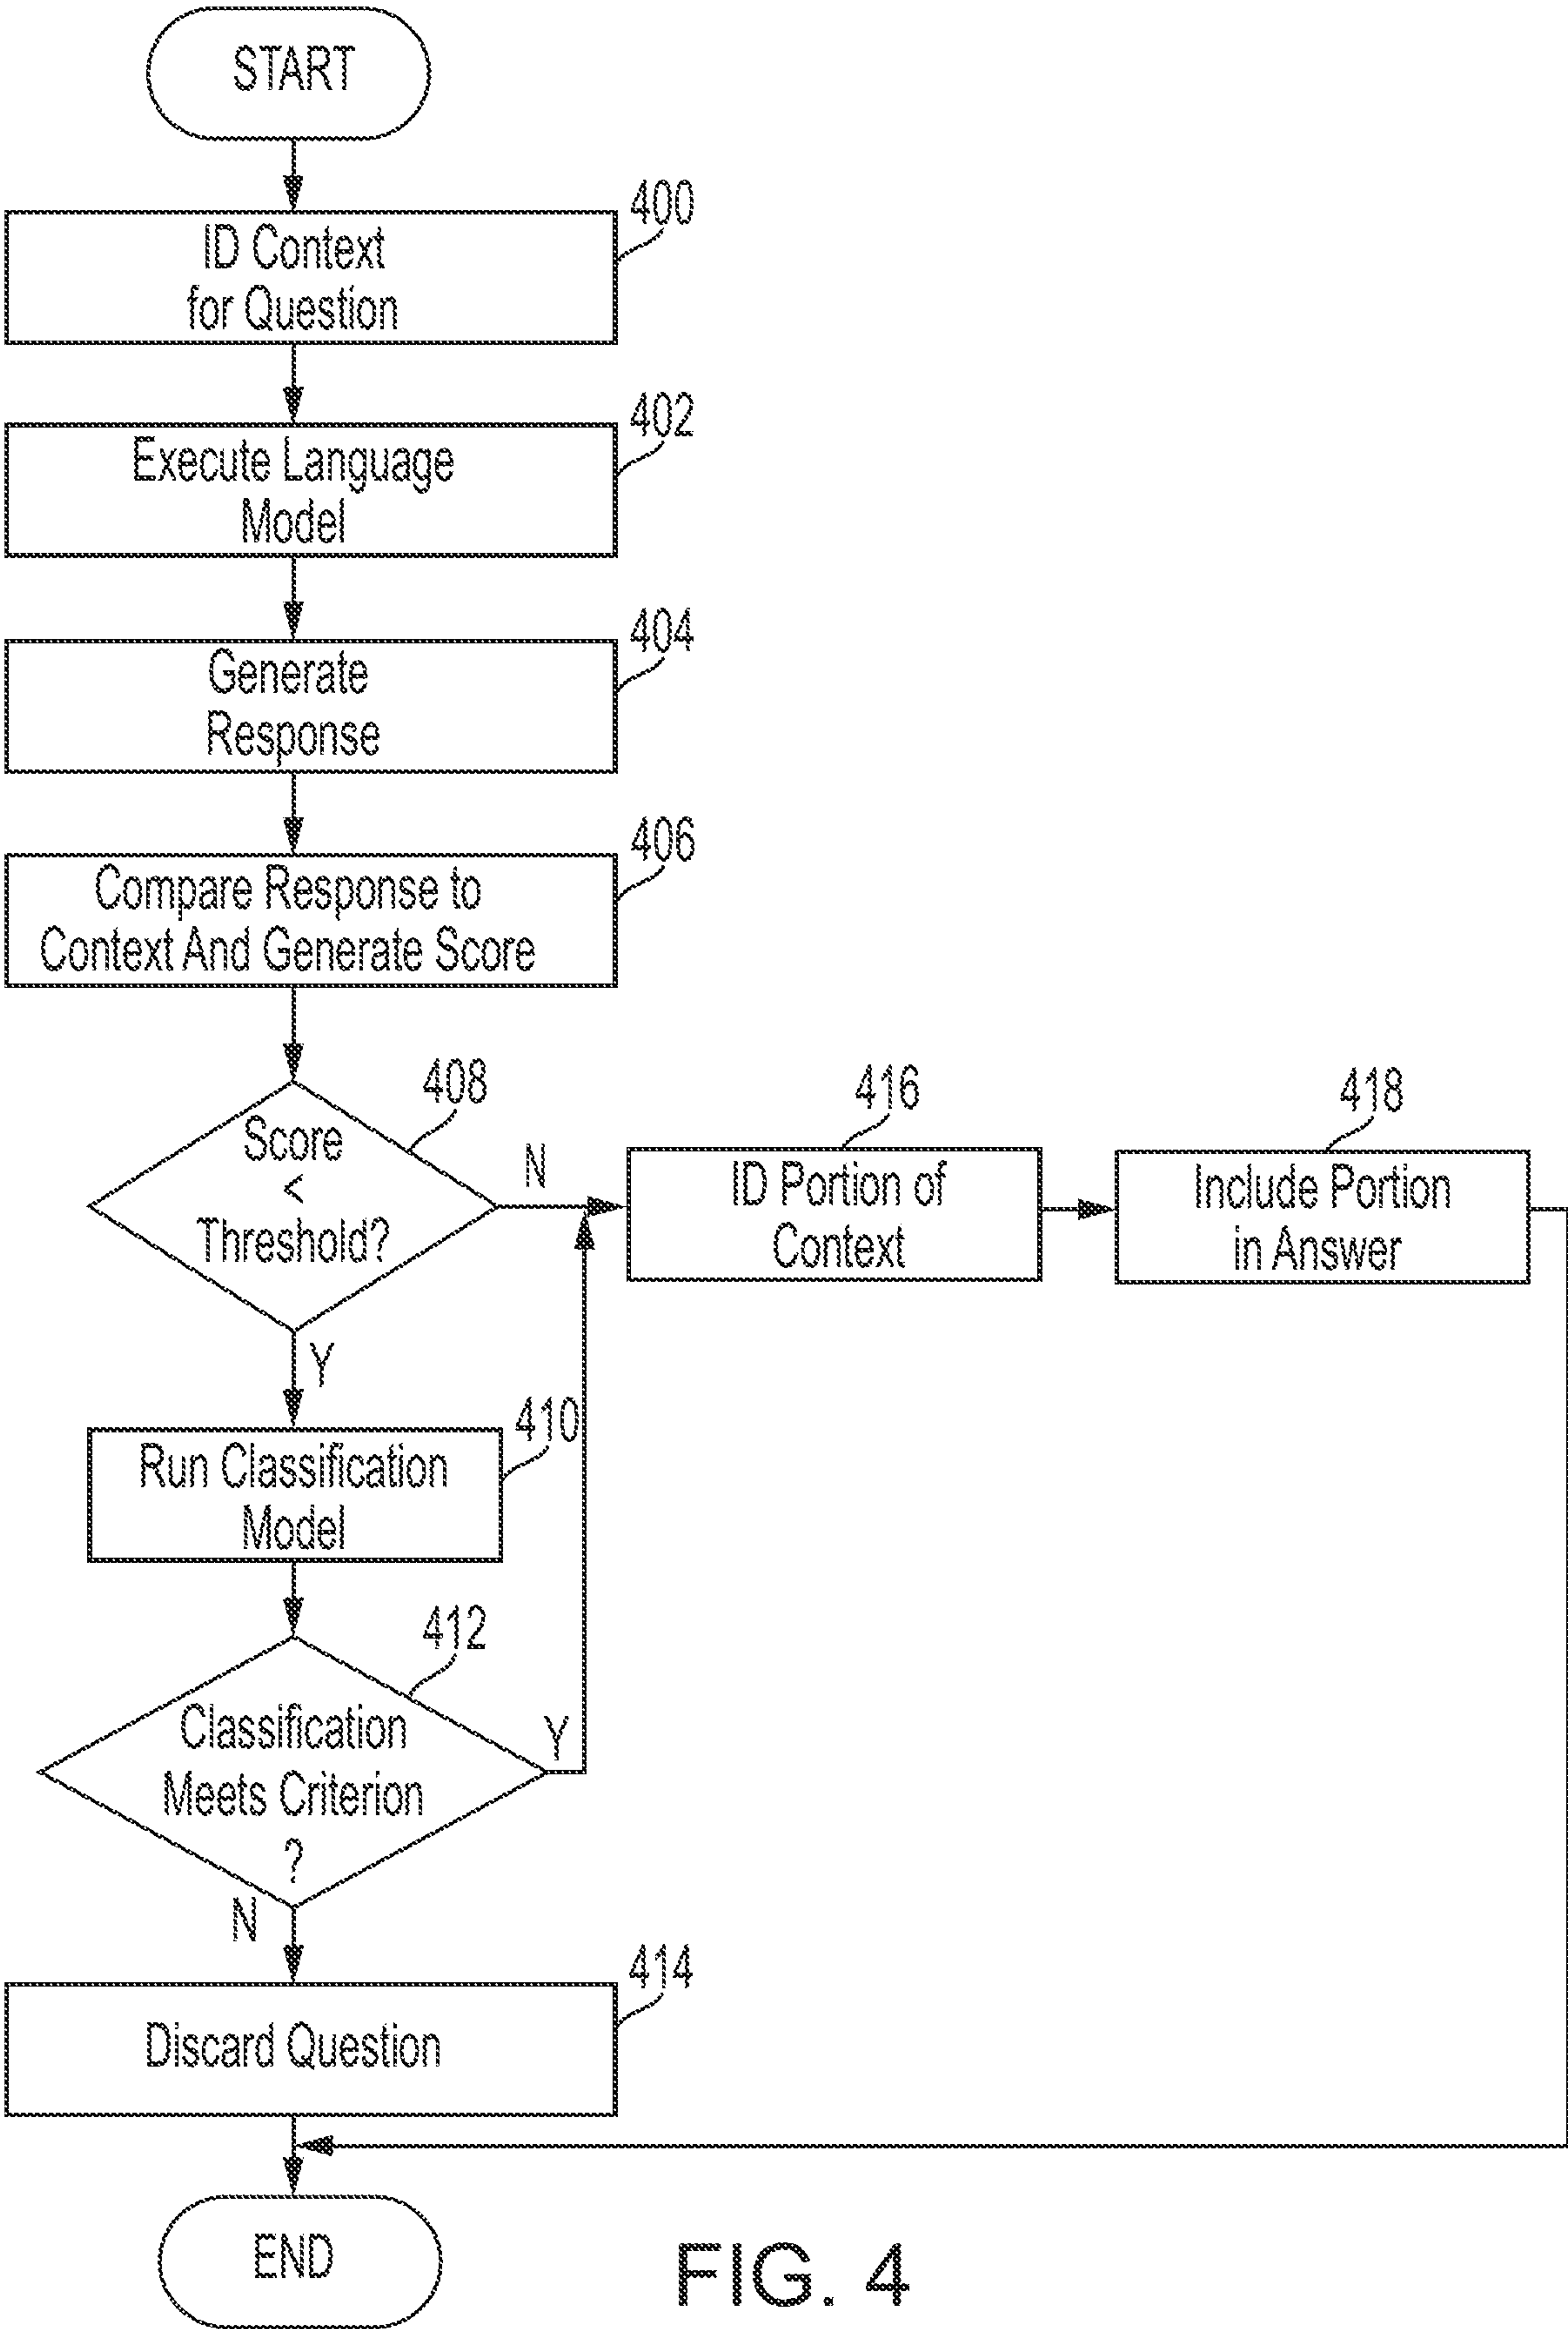 START
400
ID Context
for Question
402
Execute Language
Model
404
Generate
Response
406
Compare Response to
Context And Generate Score
408
Score
<
Threshold?
N
416
ID Portion of
Context
418
Include Portion
in Answer
Y
410
Run Classification
Model
412
Classification
Meets Criterion
?
Y
N
414
Discard Question
END
FIG. 4